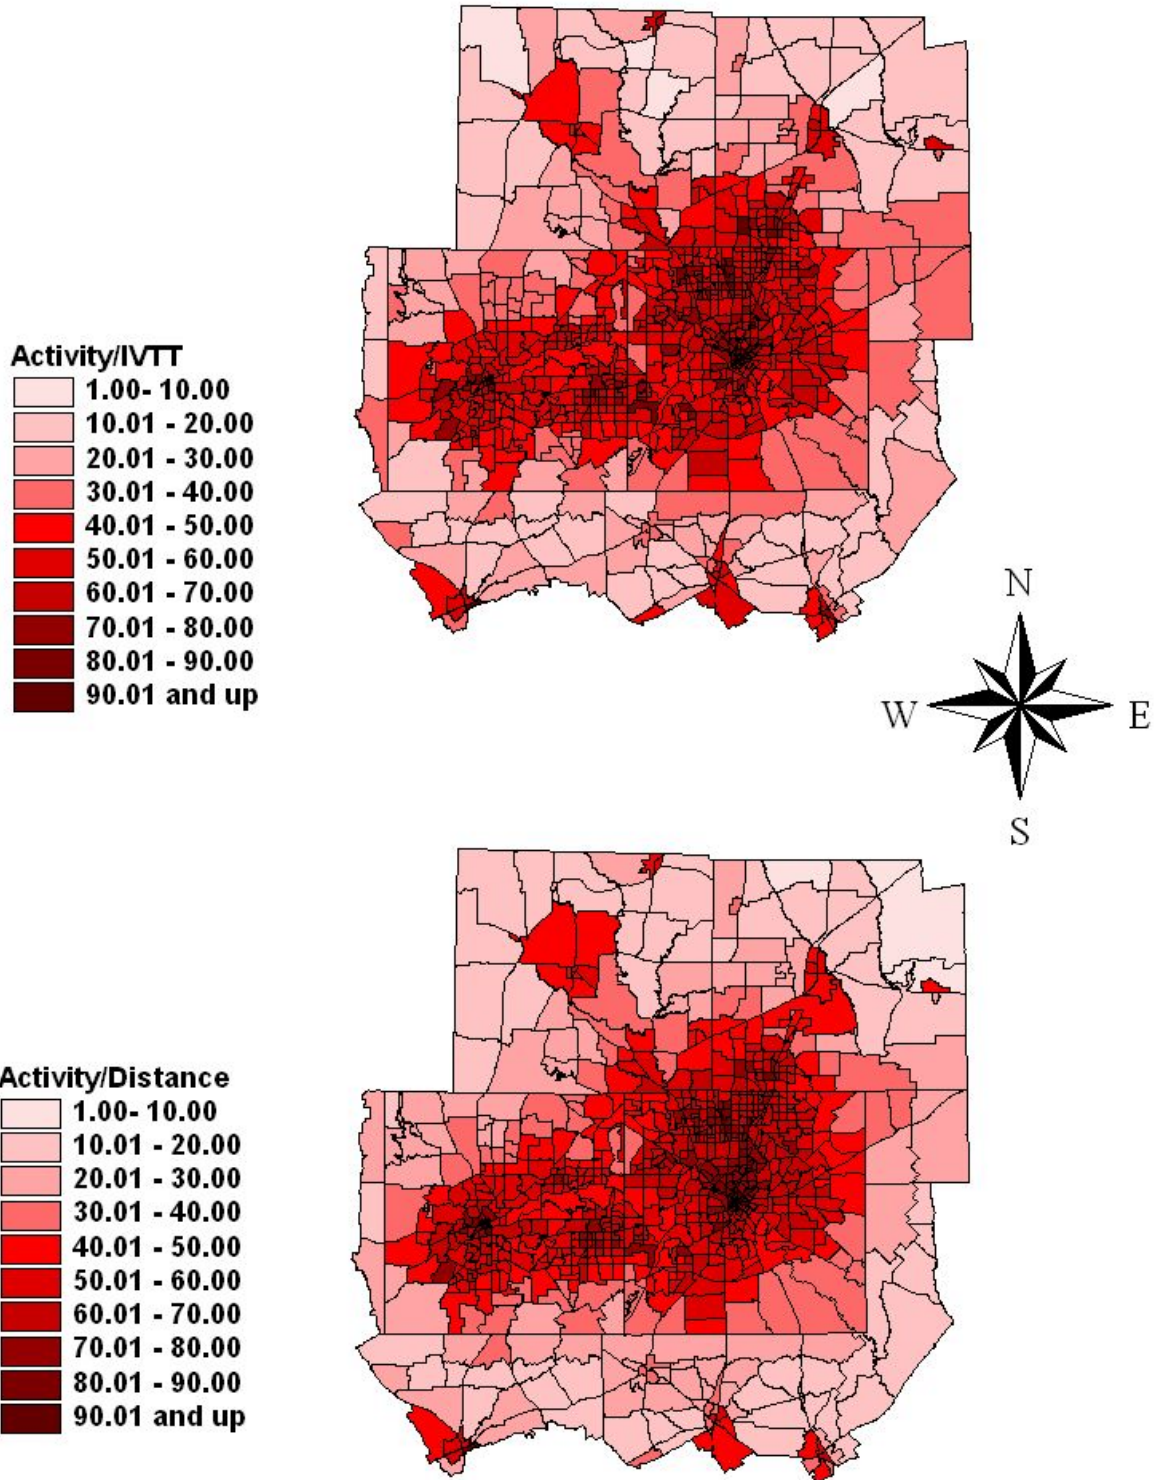 Activity/IVTT
1.00- 10.00
10.01 - 20.00
20.01 - 30.00
30.01 - 40.00
40.01 - 50.00
50.01 - 60.00
60.01 - 70.00
70.01 - 80.00
80.01 - 90.00
90.01 and up
N
W E
S
Activity/Distance
1.00- 10.00
10.01 - 20.00
20.01 - 30.00
30.01 - 40.00
40.01 - 50.00
50.01 - 60.00
60.01 - 70.00
70.01 - 80.00
80.01 - 90.00
90.01 and up